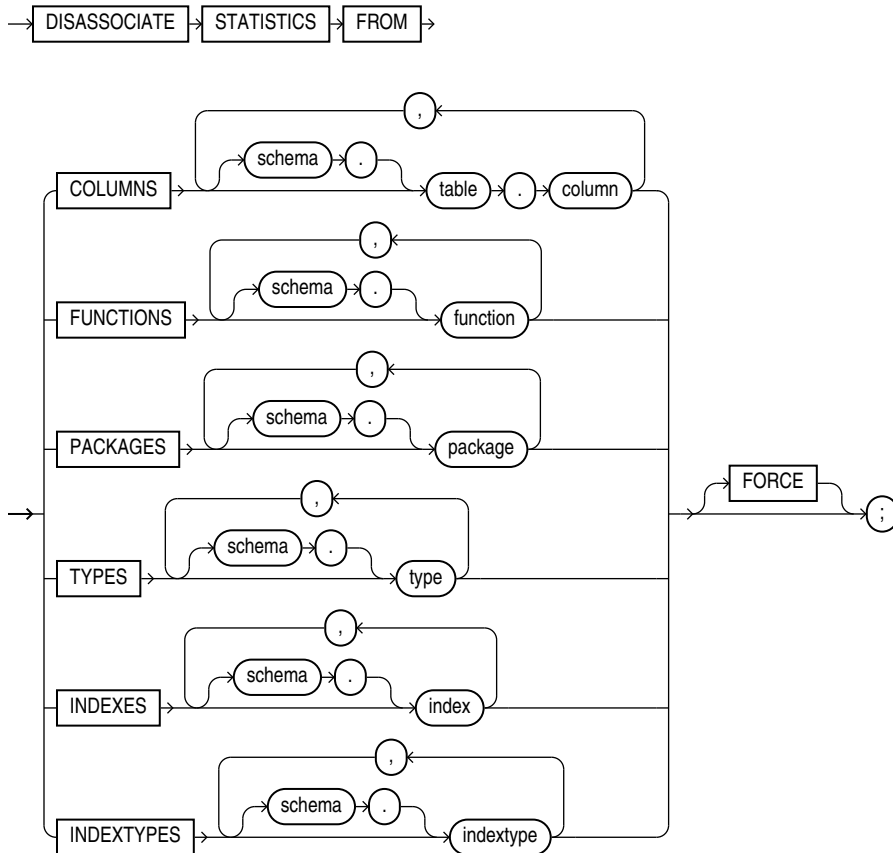 DISASSOCIATE STATISTICS FROM
,
schema .
COLUMNS table . column
,
schema .
FUNCTIONS function
,
schema .
PACKAGES package
FORCE
,
;
schema .
TYPES type
,
schema .
INDEXES index
,
schema .
INDEXTYPES indextype